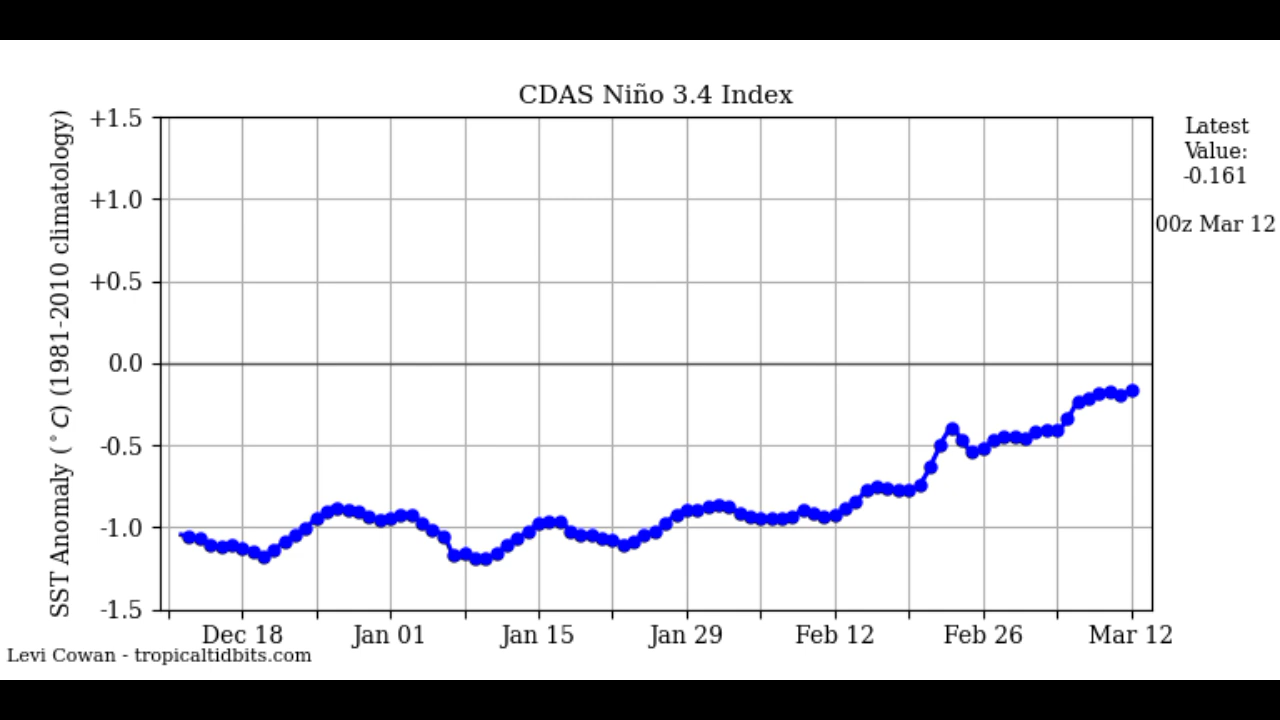 CDAS Niño 3.4 Index
SST Anomaly (°C) (1981-2010 climatology)
+1.5
+1.0
+0.5
0.0
-0.5
-1.0
-1.5
Dec 18 Jan 01 Jan 15 Jan 29 Feb 12 Feb 26 Mar 12
Latest
Value:
-0.161
00z Mar 12
Levi Cowan - tropicaltidbits.com